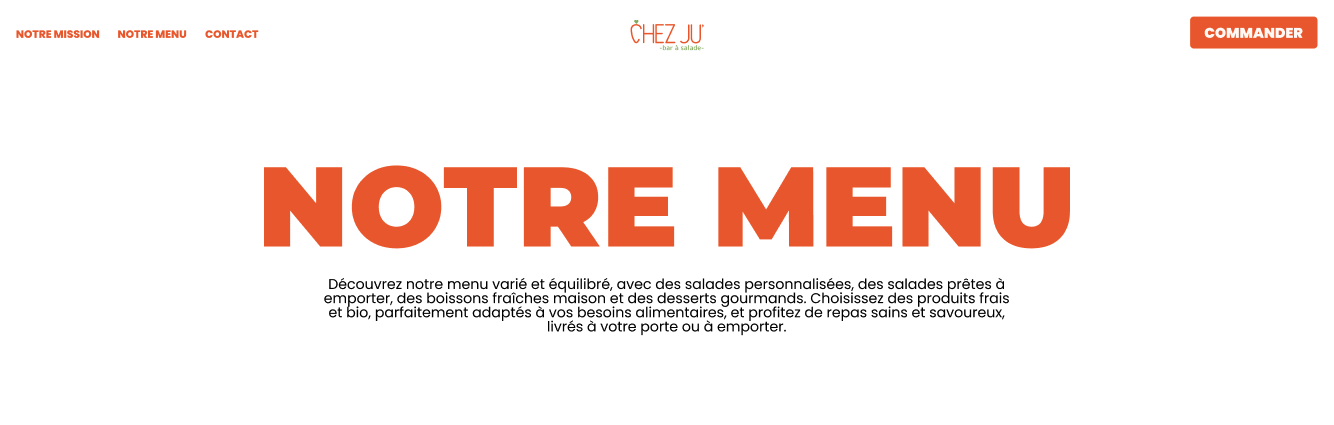 NOTRE MISSION NOTRE MENU CONTACT
CHEZ JU'
-bar à salade-
COMMANDER
NOTRE MENU
Découvrez notre menu varié et équilibré, avec des salades personnalisées, des salades prêtes à
emporter, des boissons fraîches maison et des desserts gourmands. Choisissez des produits frais
et bio, parfaitement adaptés à vos besoins alimentaires, et profitez de repas sains et savoureux,
livrés à votre porte ou à emporter.